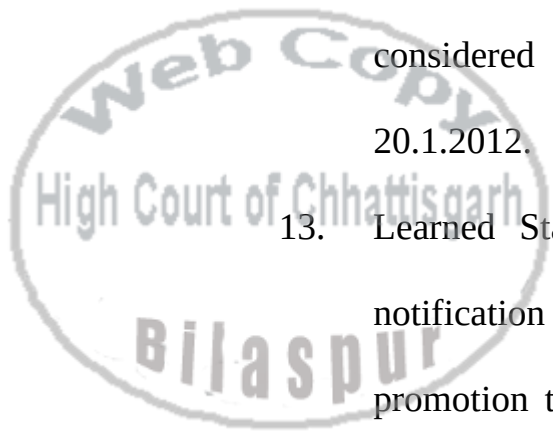 Web Copy
considered
20.1.2012.
High Court of Chhattisgarh
13. Learned
notification
Bilaspur
promotion